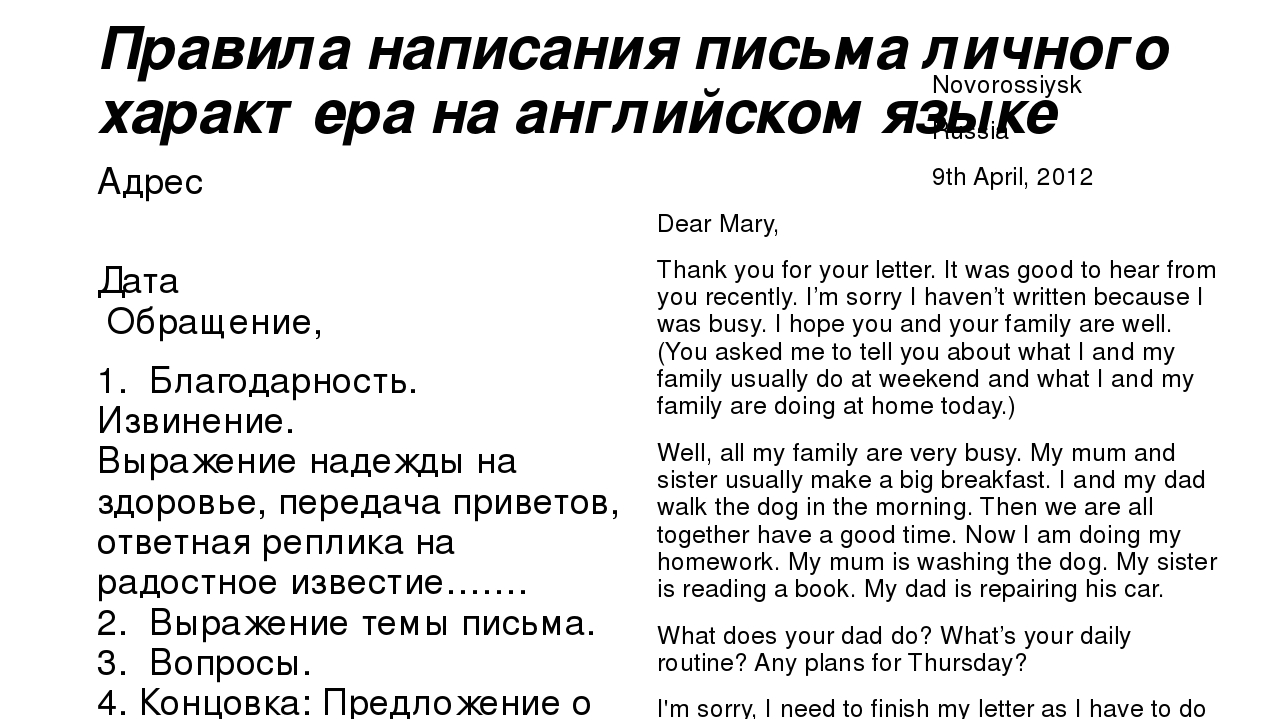 Правила написания письма личного
характ ера на английском языке
Адрес
Дата
Обращение,
1. Благодарность.
Извинение.
Выражение надежды на
здоровье, передача приветов,
ответная реплика на
радостное известие…….
2. Выражение темы письма.
3. Вопросы.
4. Концовка: Предложение о
Novorossiysk
Russia
9th April, 2012
Dear Mary,
Thank you for your letter. It was good to hear from
you recently. I’m sorry I haven’t written because I
was busy. I hope you and your family are well.
(You asked me to tell you about what I and my
family usually do at weekend and what I and my
family are doing at home today.)
Well, all my family are very busy. My mum and
sister usually make a big breakfast. I and my dad
walk the dog in the morning. Then we are all
together have a good time. Now I am doing my
homework. My mum is washing the dog. My sister
is reading a book. My dad is repairing his car.
What does your dad do? What’s your daily
routine? Any plans for Thursday?
I'm sorry, I need to finish my letter as I have to do